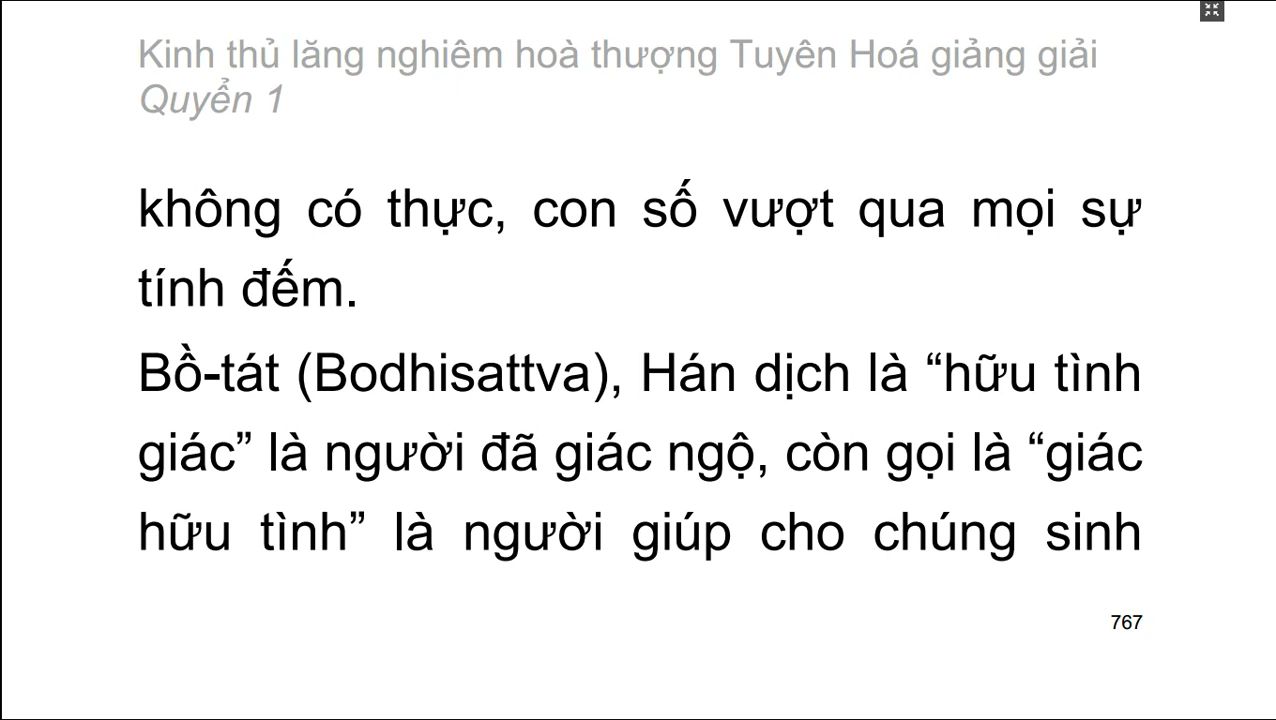 Kinh thủ lăng nghiêm hoà thượng Tuyên Hoá giảng giải
Quyển 1
không có thực, con số vượt qua mọi sự
tính đếm.
Bồ-tát (Bodhisattva), Hán dịch là “hữu tình
giác” là người đã giác ngộ, còn gọi là “giác
hữu tình” là người giúp cho chúng sinh
767